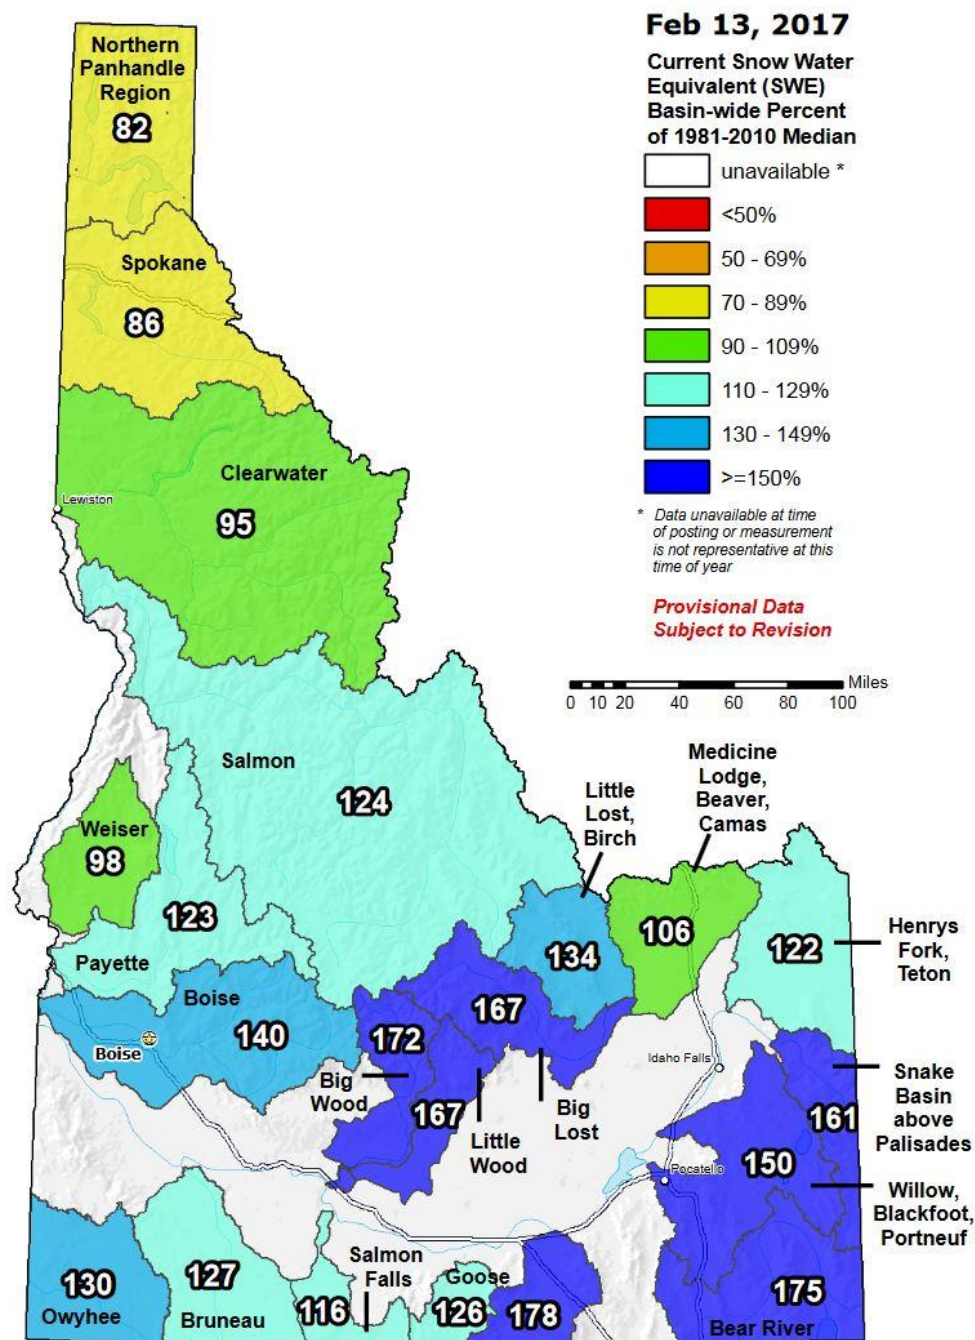 Feb 13, 2017
Current Snow Water
Equivalent (SWE)
Basin-wide Percent
of 1981-2010 Median
unavailable *
<50%
50 - 69%
70 - 89%
90 - 109%
110 - 129%
130 - 149%
>=150%
* Data unavailable at time
of posting or measurement
is not representative at this
time of year
Provisional Data
Subject to Revision
Miles
0 10 20 40 60 80 100
Northern
Panhandle
Region
82
Spokane
86
Clearwater
95
Lewiston
Salmon
124
Weiser
98
123
Payette
Little
Lost,
Birch
134
Medicine
Lodge,
Beaver,
Camas
106
122
Henrys
Fork,
Teton
Boise
140
Boise
172
Big
Wood
167
Big
Lost
167
Little
Wood
Idaho Falls
Snake
Basin
above
Palisades
161
150
Pocatello
Willow,
Blackfoot,
Portneuf
130
Owyhee
127
Bruneau
Salmon
Falls
116
Goose
126
178
175
Bear River